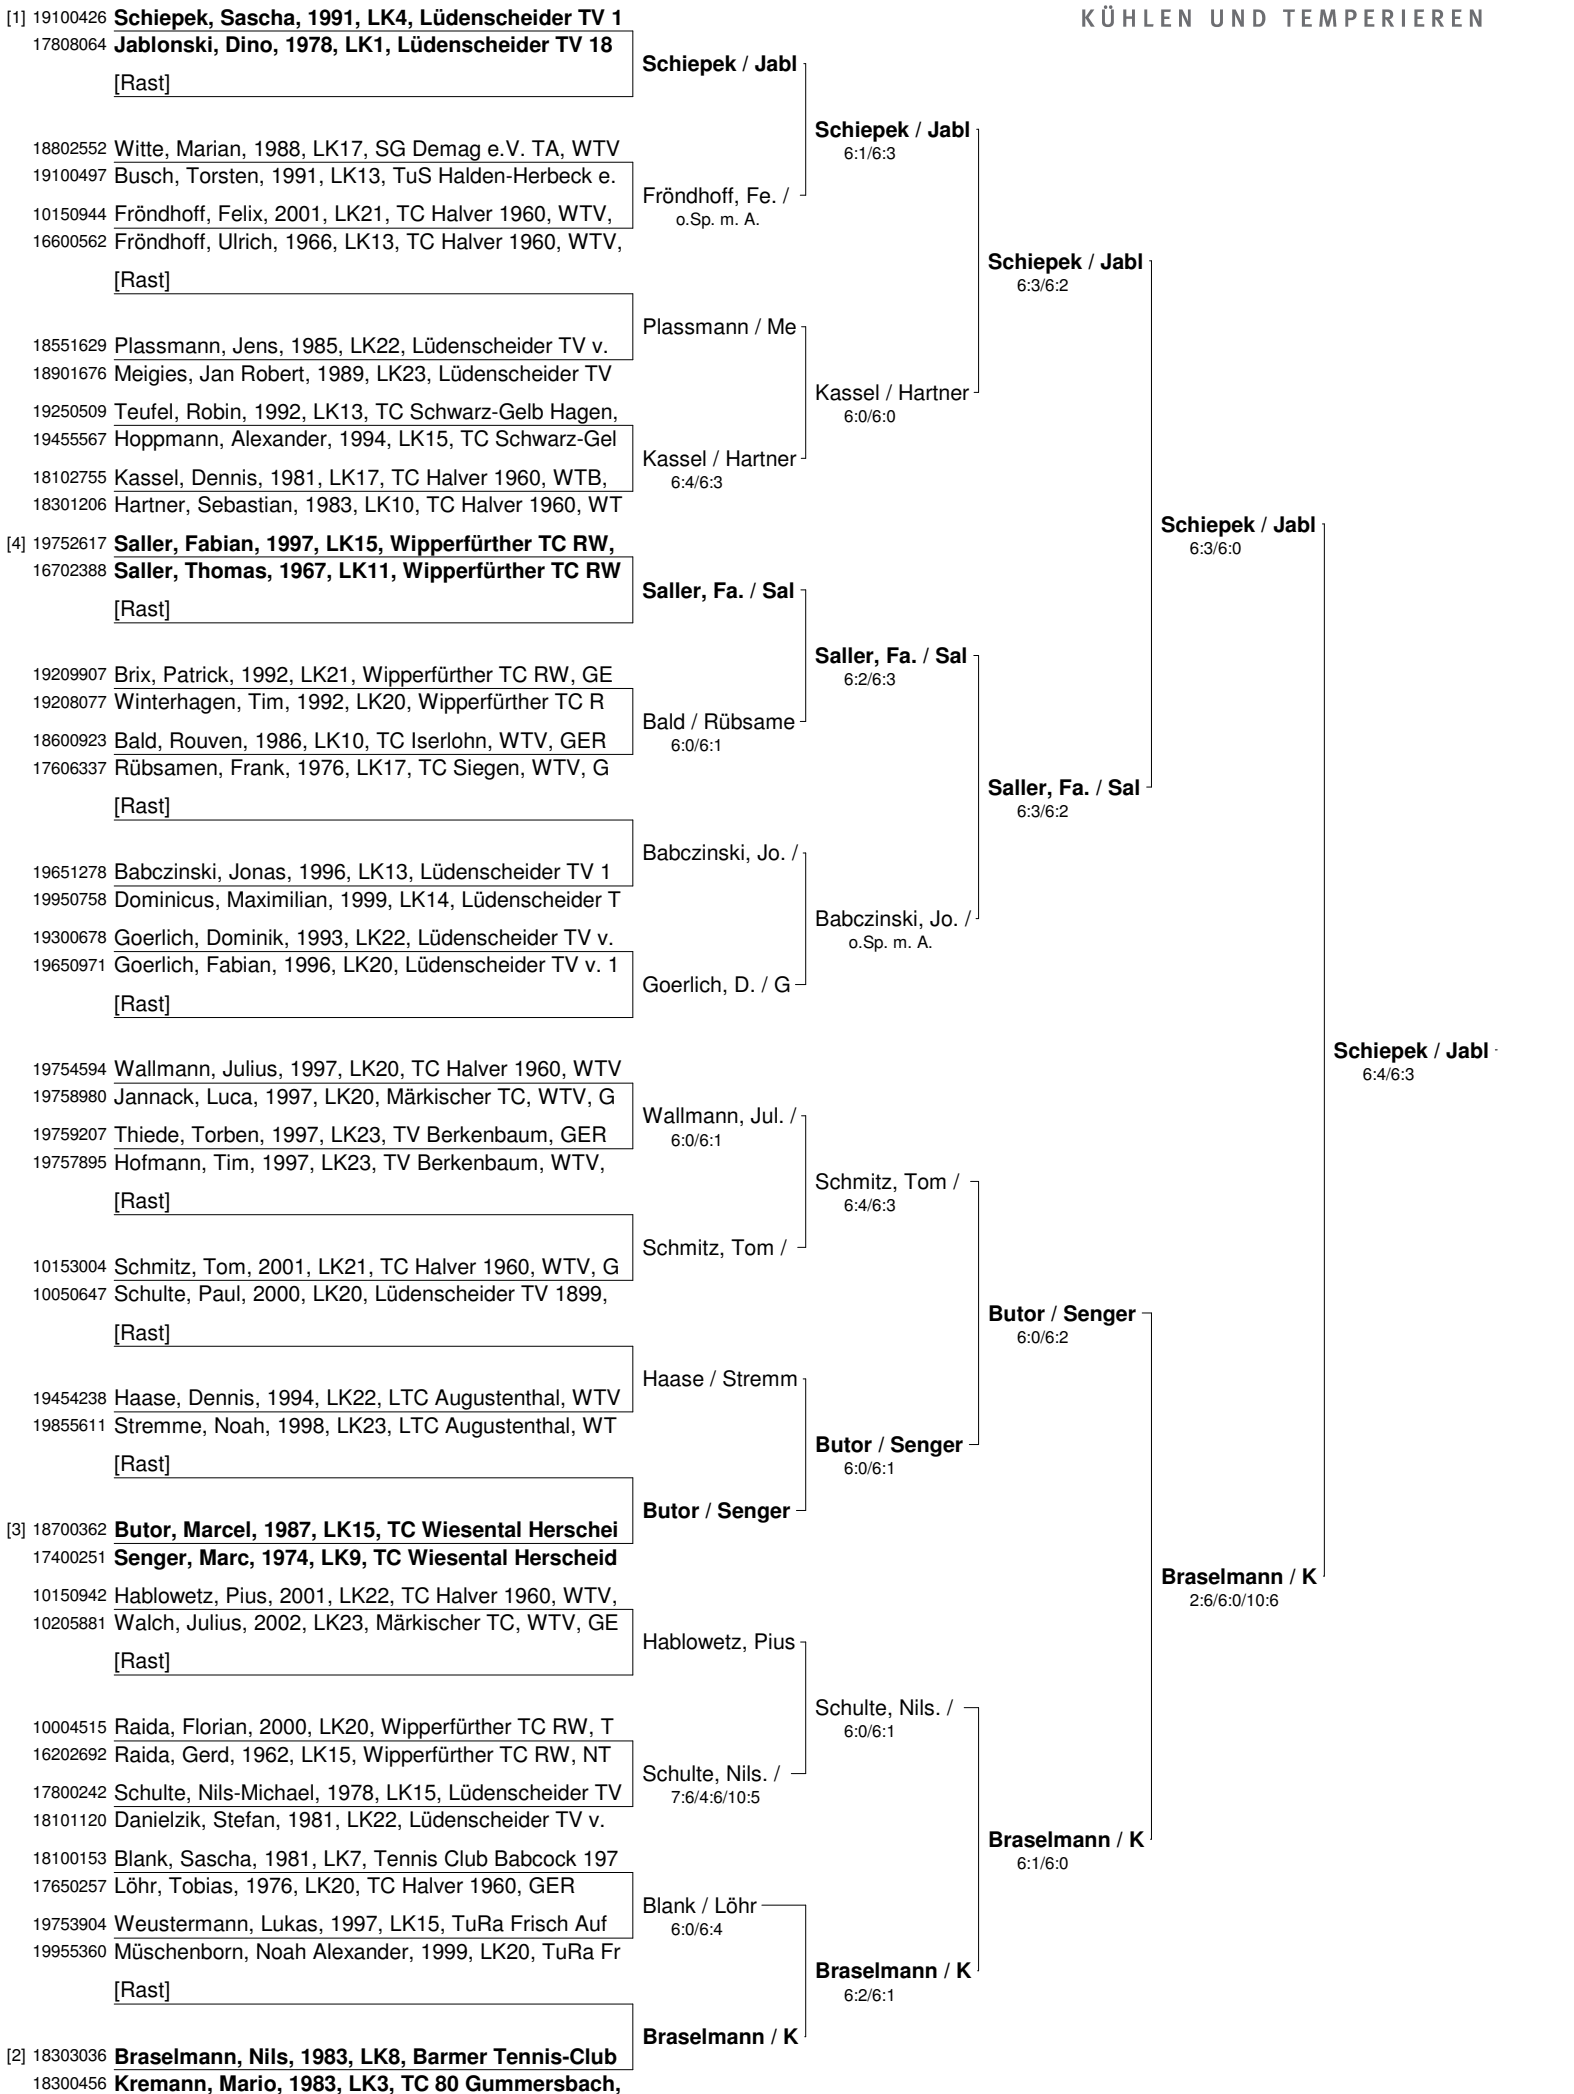 KÜHLEN UND TEMPERIEREN
[1] 19100426 Schiepek, Sascha, 1991, LK4, Lüdenscheider TV 1
17808064 Jablonski, Dino, 1978, LK1, Lüdenscheider TV 18
Schiepek / Jabl
[Rast]
Schiepek / Jabl
6:1/6:3
18802552 Witte, Marian, 1988, LK17, SG Demag e.V. TA, WTV
19100497 Busch, Torsten, 1991, LK13, TuS Halden-Herbeck e.
Fröndhoff, Fe. /
o.Sp. m. A.
10150944 Fröndhoff, Felix, 2001, LK21, TC Halver 1960, WTV,
16600562 Fröndhoff, Ulrich, 1966, LK13, TC Halver 1960, WTV,
Schiepek / Jabl
6:3/6:2
[Rast]
Plassmann / Me
18551629 Plassmann, Jens, 1985, LK22, Lüdenscheider TV v.
18901676 Meigies, Jan Robert, 1989, LK23, Lüdenscheider TV
Kassel / Hartner
6:0/6:0
19250509 Teufel, Robin, 1992, LK13, TC Schwarz-Gelb Hagen,
19455567 Hoppmann, Alexander, 1994, LK15, TC Schwarz-Gel
Kassel / Hartner
6:4/6:3
18102755 Kassel, Dennis, 1981, LK17, TC Halver 1960, WTB,
18301206 Hartner, Sebastian, 1983, LK10, TC Halver 1960, WT
Schiepek / Jabl
6:3/6:0
[4] 19752617 Saller, Fabian, 1997, LK15, Wipperfürther TC RW,
16702388 Saller, Thomas, 1967, LK11, Wipperfürther TC RW
Saller, Fa. / Sal
[Rast]
Saller, Fa. / Sal
6:2/6:3
19209907 Brix, Patrick, 1992, LK21, Wipperfürther TC RW, GE
19208077 Winterhagen, Tim, 1992, LK20, Wipperfürther TC R
Bald / Rübsame
6:0/6:1
18600923 Bald, Rouven, 1986, LK10, TC Iserlohn, WTV, GER
17606337 Rübsamen, Frank, 1976, LK17, TC Siegen, WTV, G
Saller, Fa. / Sal
6:3/6:2
[Rast]
Babczinski, Jo. /
19651278 Babczinski, Jonas, 1996, LK13, Lüdenscheider TV 1
19950758 Dominicus, Maximilian, 1999, LK14, Lüdenscheider T
Babczinski, Jo. /
o.Sp. m. A.
19300678 Goerlich, Dominik, 1993, LK22, Lüdenscheider TV v.
19650971 Goerlich, Fabian, 1996, LK20, Lüdenscheider TV v. 1
Goerlich, D. / G
[Rast]
Schiepek / Jabl
6:4/6:3
19754594 Wallmann, Julius, 1997, LK20, TC Halver 1960, WTV
19758980 Jannack, Luca, 1997, LK20, Märkischer TC, WTV, G
Wallmann, Jul. /
6:0/6:1
19759207 Thiede, Torben, 1997, LK23, TV Berkenbaum, GER
19757895 Hofmann, Tim, 1997, LK23, TV Berkenbaum, WTV,
Schmitz, Tom /
6:4/6:3
[Rast]
Schmitz, Tom /
10153004 Schmitz, Tom, 2001, LK21, TC Halver 1960, WTV, G
10050647 Schulte, Paul, 2000, LK20, Lüdenscheider TV 1899,
Butor / Senger
6:0/6:2
[Rast]
Haase / Stremm
19454238 Haase, Dennis, 1994, LK22, LTC Augustenthal, WTV
19855611 Stremme, Noah, 1998, LK23, LTC Augustenthal, WT
Butor / Senger
6:0/6:1
[Rast]
Butor / Senger
[3] 18700362 Butor, Marcel, 1987, LK15, TC Wiesental Herschei
17400251 Senger, Marc, 1974, LK9, TC Wiesental Herscheid
Braselmann / K
2:6/6:0/10:6
10150942 Hablowetz, Pius, 2001, LK22, TC Halver 1960, WTV,
10205881 Walch, Julius, 2002, LK23, Märkischer TC, WTV, GE
Hablowetz, Pius
[Rast]
Schulte, Nils. /
6:0/6:1
10004515 Raida, Florian, 2000, LK20, Wipperfürther TC RW, T
16202692 Raida, Gerd, 1962, LK15, Wipperfürther TC RW, NT
Schulte, Nils. /
7:6/4:6/10:5
17800242 Schulte, Nils-Michael, 1978, LK15, Lüdenscheider TV
18101120 Danielzik, Stefan, 1981, LK22, Lüdenscheider TV v.
Braselmann / K
6:1/6:0
18100153 Blank, Sascha, 1981, LK7, Tennis Club Babcock 197
17650257 Löhr, Tobias, 1976, LK20, TC Halver 1960, GER
Blank / Löhr
6:0/6:4
19753904 Weustermann, Lukas, 1997, LK15, TuRa Frisch Auf
19955360 Müschenborn, Noah Alexander, 1999, LK20, TuRa Fr
Braselmann / K
6:2/6:1
[Rast]
Braselmann / K
[2] 18303036 Braselmann, Nils, 1983, LK8, Barmer Tennis-Club
18300456 Kremann, Mario, 1983, LK3, TC 80 Gummersbach,